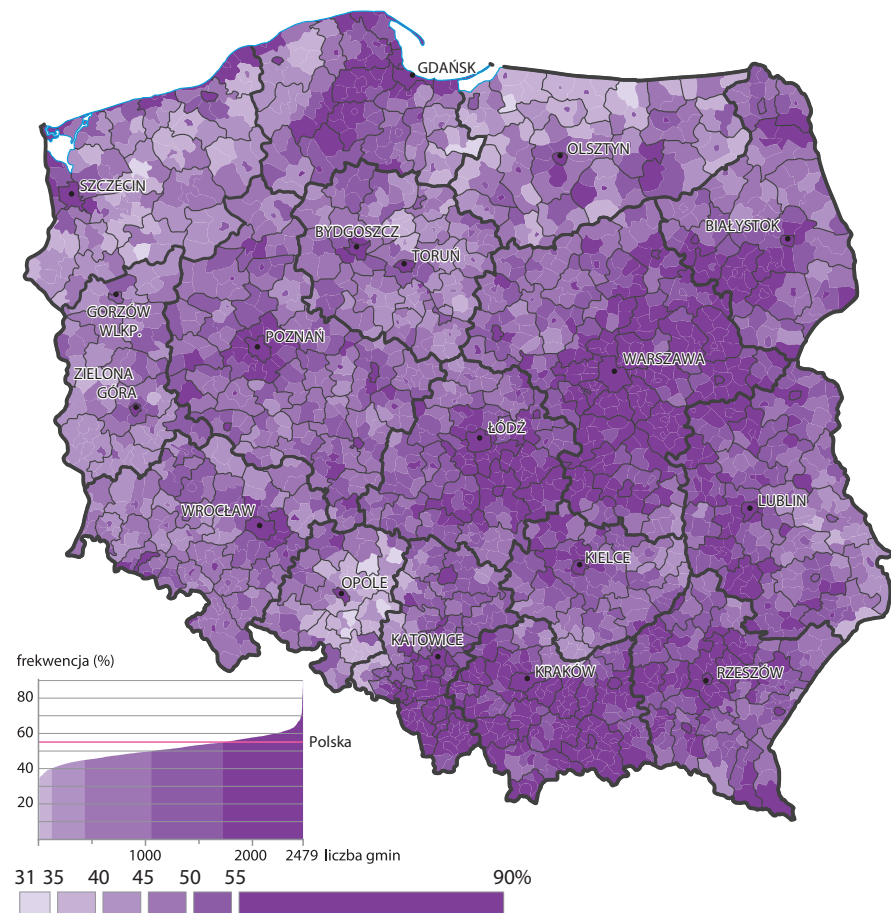 GDAŃSK
OLSZTYN
SZCZECIN
BIAŁYSTOK
BYDGOSZCZ
TORUŃ
GORZÓW
WLKP.
POZNAŃ
WARSZAWA
ZIELONA
GÓRA
ŁÓDŹ
WROCŁAW
LUBLIN
KIELCE
OPOLE
KATOWICE
KRAKÓW
RZESZÓW
frekwencja (%)
80
60
Polska
40
20
1000 2000 2479 liczba gmin
31 35 40 45 50 55 90%